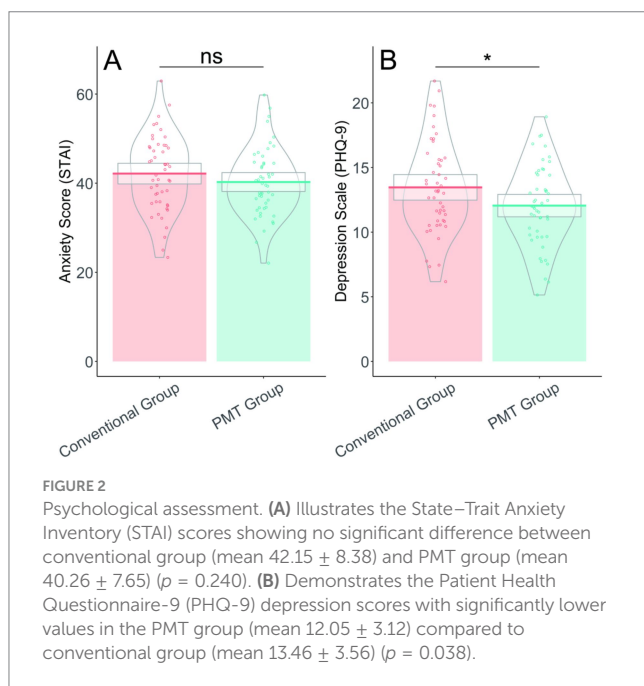 A
ns
Anxiety Score (STAI)
60
40
20
0
Conventional Group
PMT Group
B
*
Depression Scale (PHQ-9)
20
15
10
5
0
Conventional Group
PMT Group
FIGURE 2
Psychological assessment. (A) Illustrates the State–Trait Anxiety
Inventory (STAI) scores showing no significant difference between
conventional group (mean 42.15 ± 8.38) and PMT group (mean
40.26 ± 7.65) (p = 0.240). (B) Demonstrates the Patient Health
Questionnaire-9 (PHQ-9) depression scores with significantly lower
values in the PMT group (mean 12.05 ± 3.12) compared to
conventional group (mean 13.46 ± 3.56) (p = 0.038).